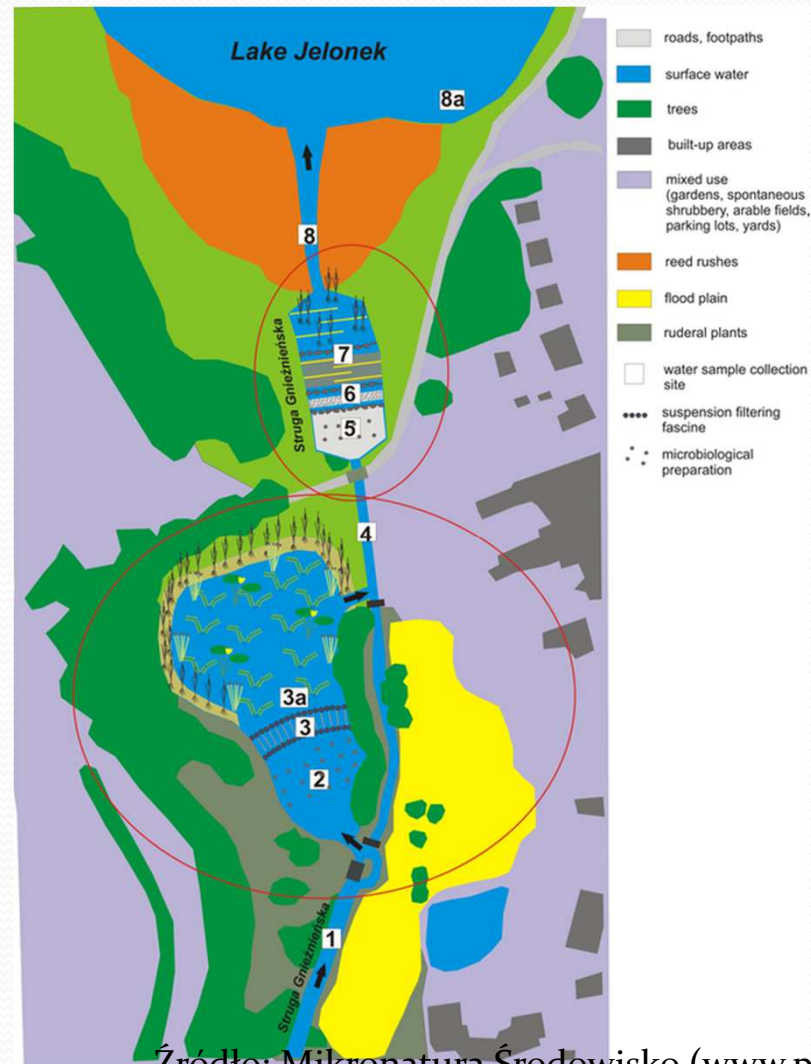 Lake Jelonek
8a
8
Struga Gnieźnieńska
7
6
5
4
3a
3
2
1
Struga Gnieźnieńska
roads, footpaths
surface water
trees
built-up areas
mixed use
(gardens, spontaneous
shrubbery, arable fields,
parking lots, yards)
reed rushes
flood plain
ruderal plants
water sample collection
site
suspension filtering
fascine
microbiological
preparation
Źródło: Mikronatura Środowisko (www.